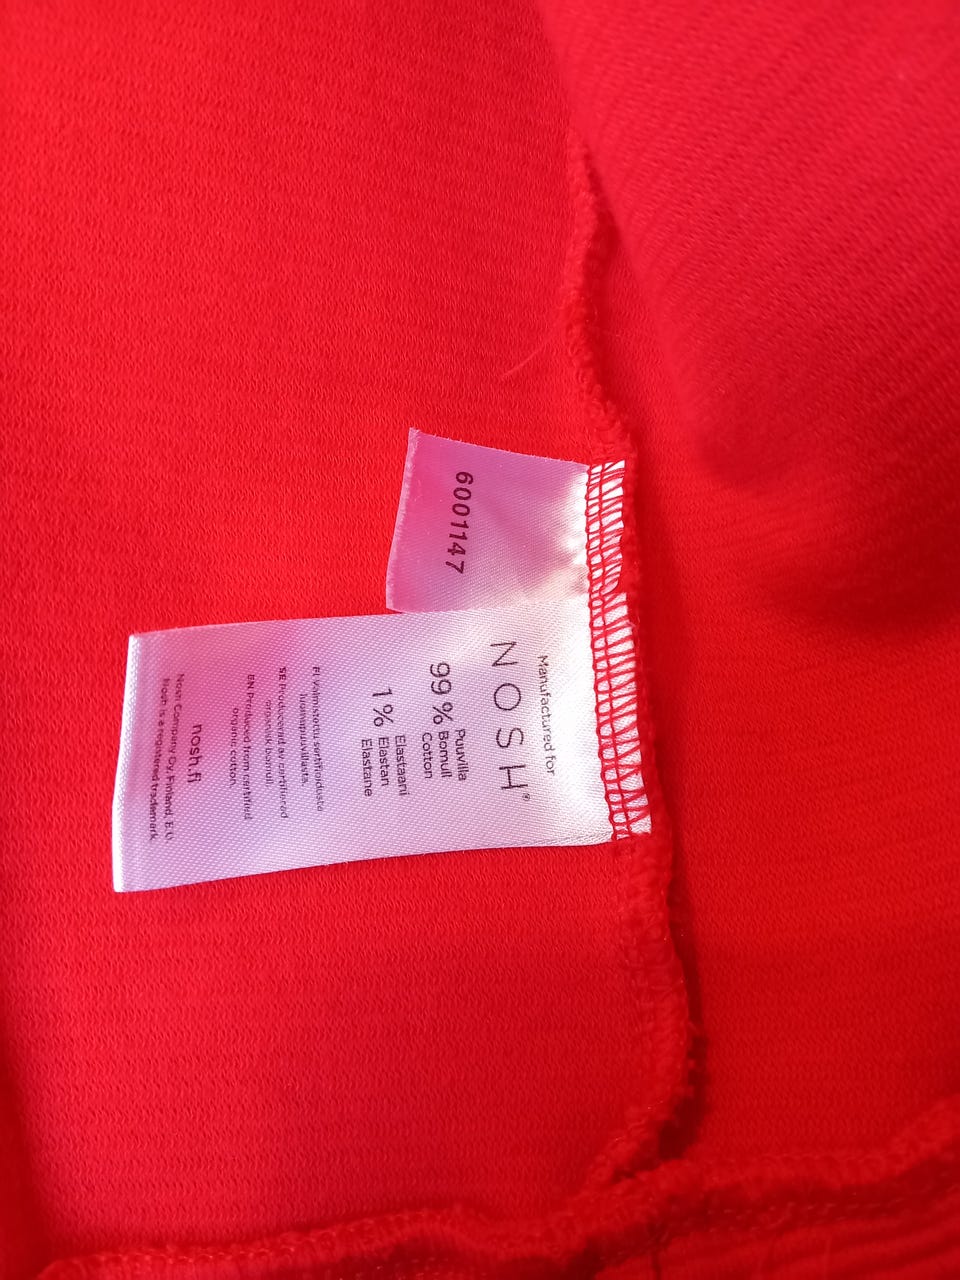 6001147
Manufactured for
NOSH®
99 % Puuvilla
Bomull
Cotton
1 % Elastaani
Elastan
Elastane
FI Valmistettu sertifioidusta
luomupuuvillasta.
SE Producerad av certifierad
organisk bomull.
EN Produced from certified
organic cotton.
nosh.fi
Nosh Company Oy, Finland, E.U.
Nosh is a registered trademark.